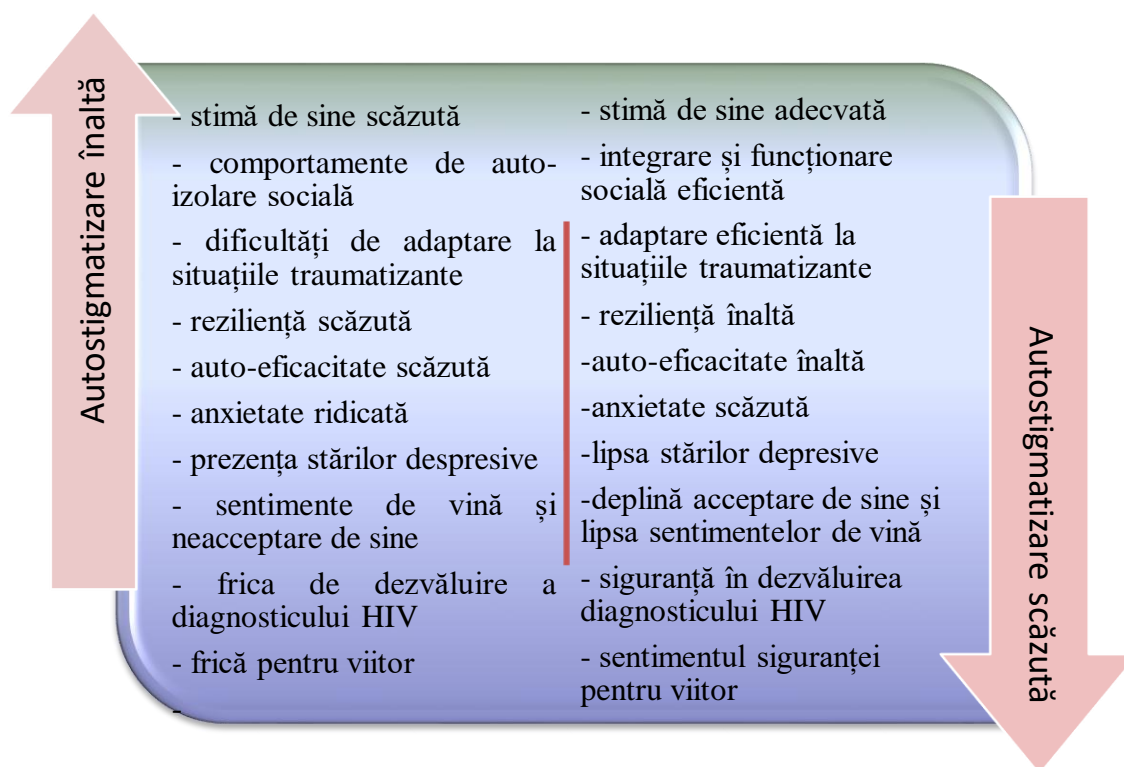 Autostigmatizare înaltă
- stimă de sine scăzută
- comportamente de auto-
izolare socială
- dificultăți de adaptare la
situațiile traumatizante
- reziliență scăzută
- auto-eficacitate scăzută
- anxietate ridicată
- prezența stărilor despresive
- sentimente de vină și
neacceptare de sine
- frica de dezvăluire a
diagnosticului HIV
- frică pentru viitor
-
- stimă de sine adecvată
- integrare și funcționare
socială eficientă
- adaptare eficientă la
situațiile traumatizante
- reziliență înaltă
-auto-eficacitate înaltă
-anxietate scăzută
-lipsa stărilor depresive
-deplină acceptare de sine și
lipsa sentimentelor de vină
- siguranță în dezvăluirea
diagnosticului HIV
- sentimentul siguranței
pentru viitor
Autostigmatizare scăzută